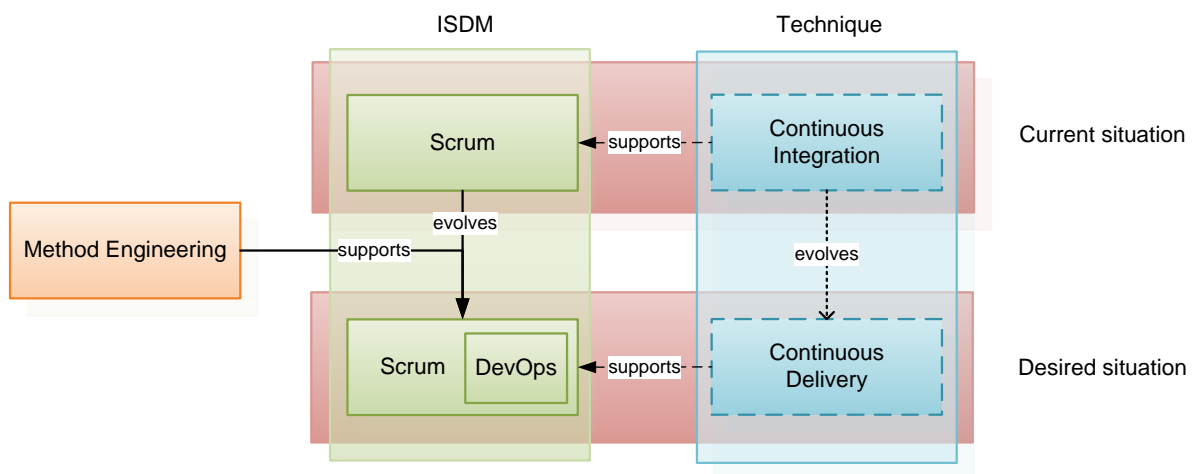 ISDM
Technique
Scrum
supports
Continuous
Integration
Current situation
evolves
Method Engineering
supports
evolves
Scrum
DevOps
supports
Continuous
Delivery
Desired situation